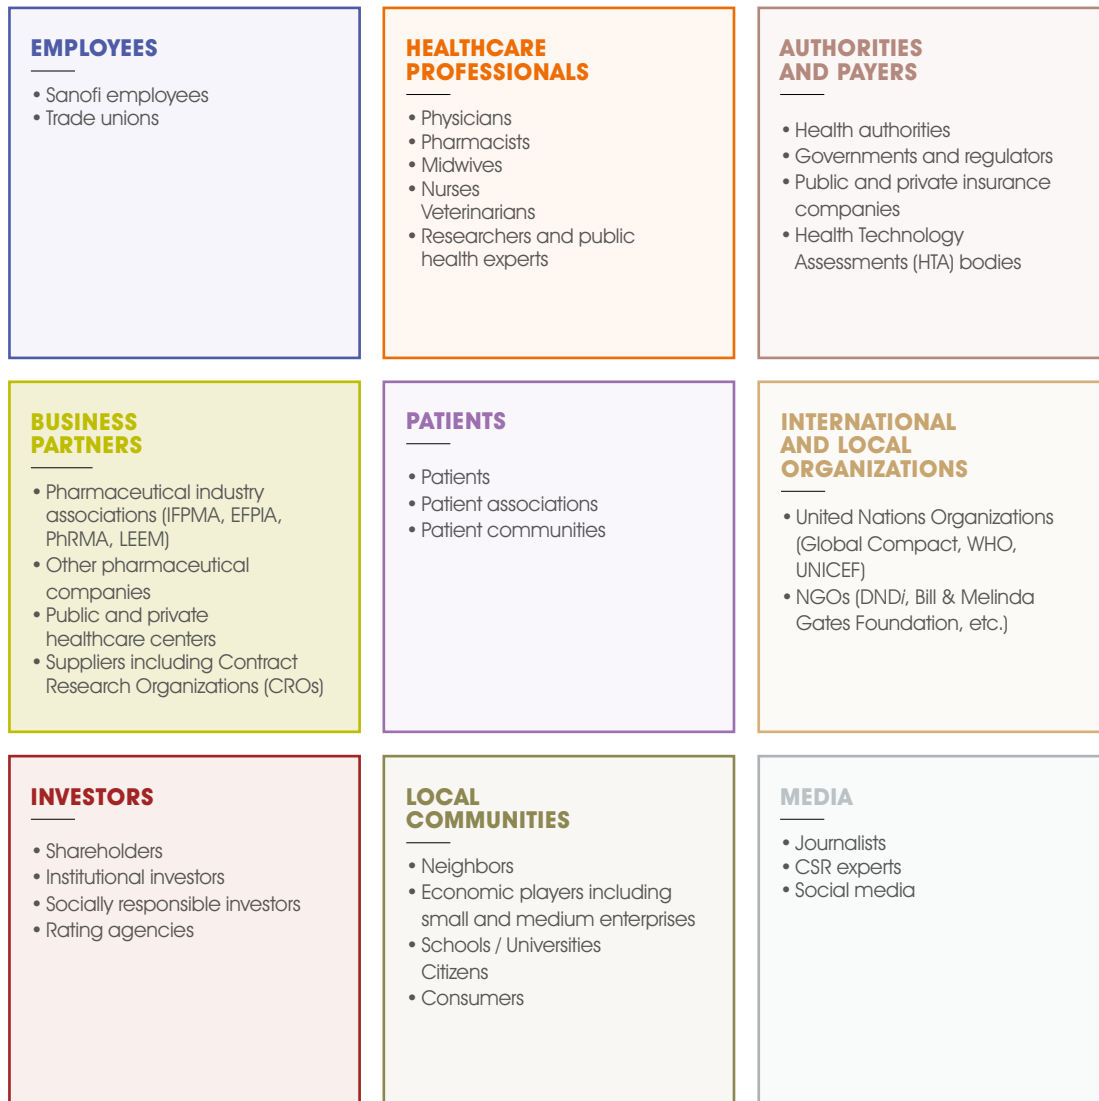 EMPLOYEES
• Sanofi employees
• Trade unions
HEALTHCARE
PROFESSIONALS
• Physicians
• Pharmacists
• Midwives
• Nurses
Veterinarians
• Researchers and public
health experts
AUTHORITIES
AND PAYERS
• Health authorities
• Governments and regulators
• Public and private insurance
companies
• Health Technology
Assessments (HTA) bodies
BUSINESS
PARTNERS
• Pharmaceutical industry
associations (IFPMA, EFPIA,
PhRMA, LEEM)
• Other pharmaceutical
companies
• Public and private
healthcare centers
• Suppliers including Contract
Research Organizations (CROs)
PATIENTS
• Patients
• Patient associations
• Patient communities
INTERNATIONAL
AND LOCAL
ORGANIZATIONS
• United Nations Organizations
(Global Compact, WHO,
UNICEF)
• NGOs (DNDi, Bill & Melinda
Gates Foundation, etc.)
INVESTORS
• Shareholders
• Institutional investors
• Socially responsible investors
• Rating agencies
LOCAL
COMMUNITIES
• Neighbors
• Economic players including
small and medium enterprises
• Schools / Universities
Citizens
• Consumers
MEDIA
• Journalists
• CSR experts
• Social media